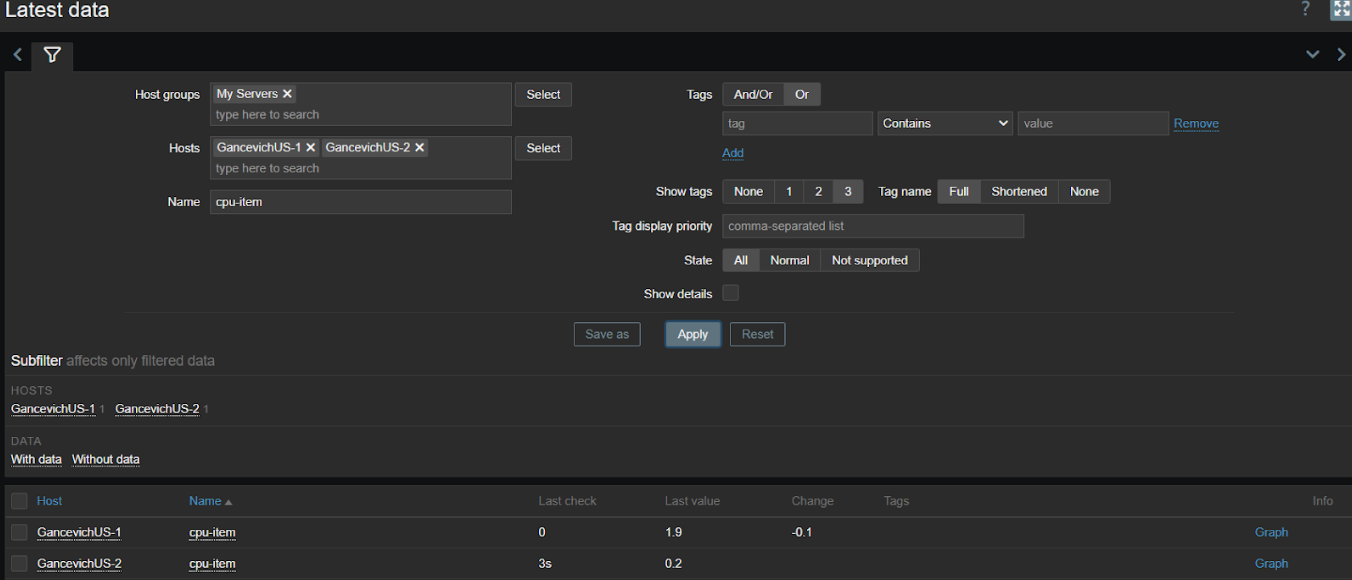 Latest data
?
Host groups My Servers Select
type here to search
Hosts GancevichUS-1 GancevichUS-2 Select
type here to search
Name cpu-item
Tags And/Or Or
tag Contains value Remove
Add
Show tags None 1 2 3 Tag name Full Shortened None
Tag display priority comma-separated list
State All Normal Not supported
Show details
Save as Apply Reset
Subfilter affects only filtered data
HOSTS
GancevichUS-1 1 GancevichUS-2 1
DATA
With data Without data
Host Name Last check Last value Change Tags Info
GancevichUS-1 cpu-item 0 1.9 -0.1 Graph
GancevichUS-2 cpu-item 3s 0.2 Graph